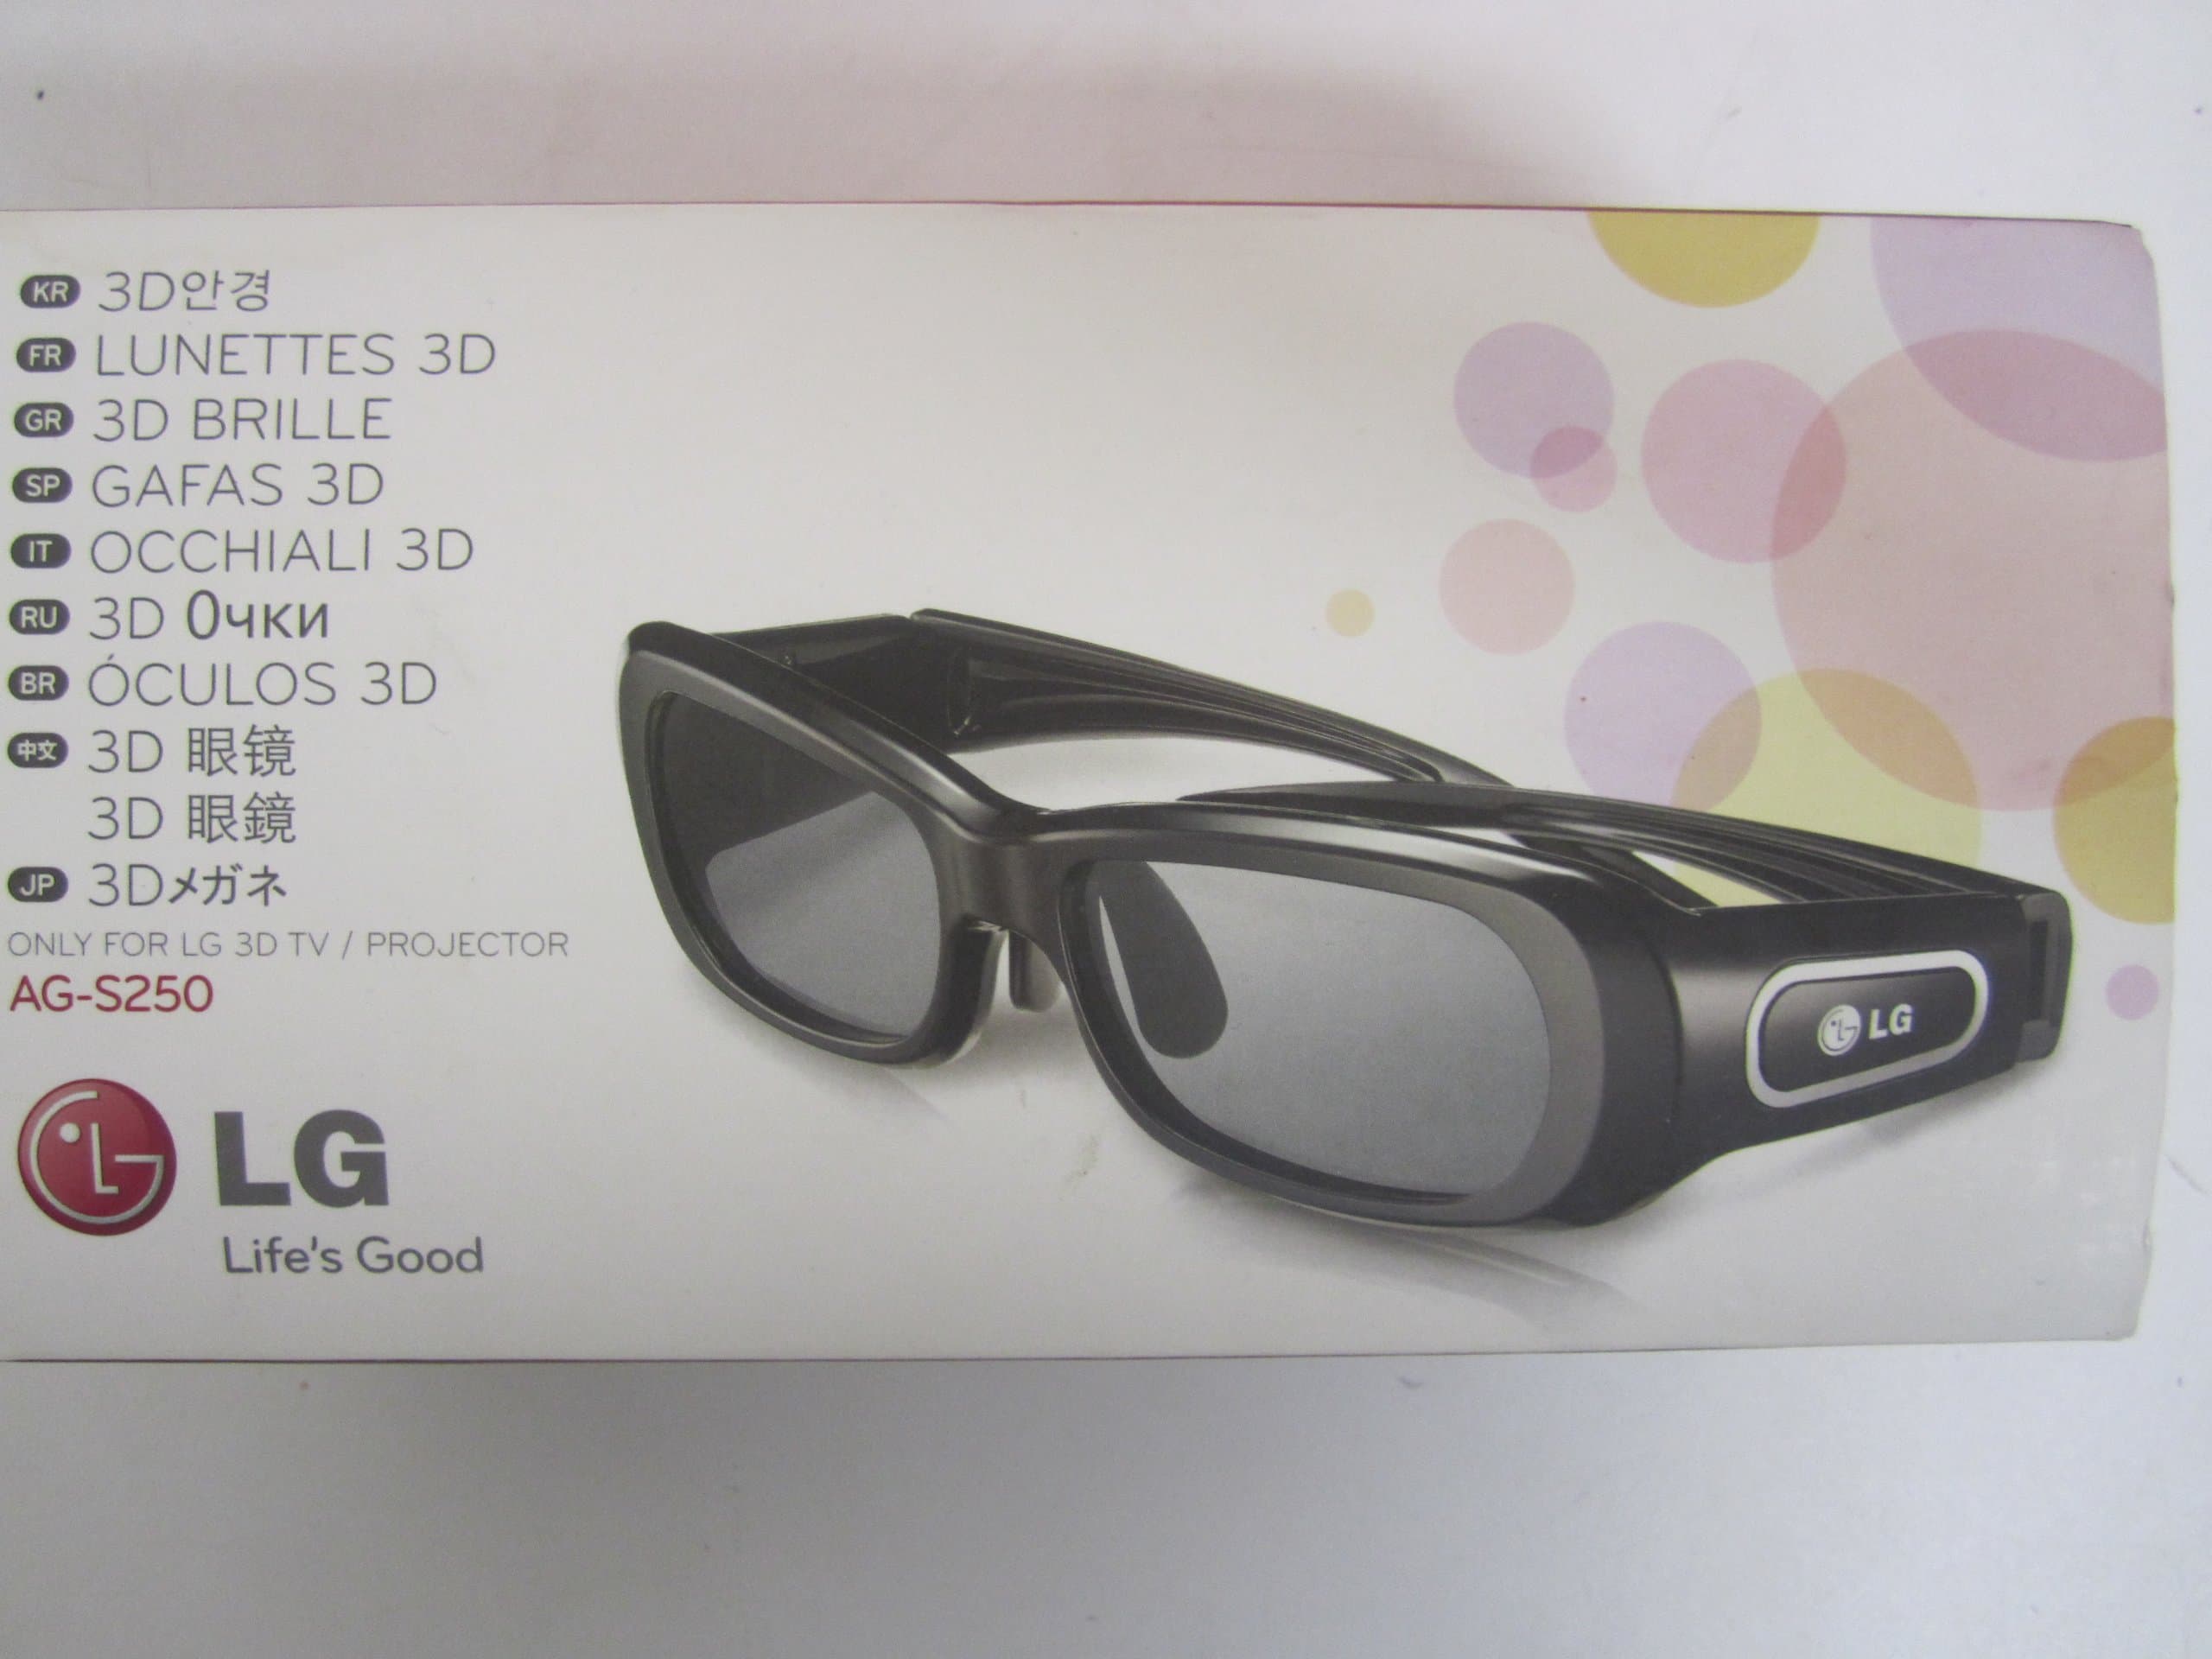 KR 3D안경
FR LUNETTES 3D
GR 3D BRILLE
SP GAFAS 3D
IT OCCHIALI 3D
RU 3D Очки
BR ÓCULOS 3D
中文 3D 眼镜
3D 眼鏡
JP 3Dメガネ
ONLY FOR LG 3D TV / PROJECTOR
AG-S250
LG
Life's Good
LG